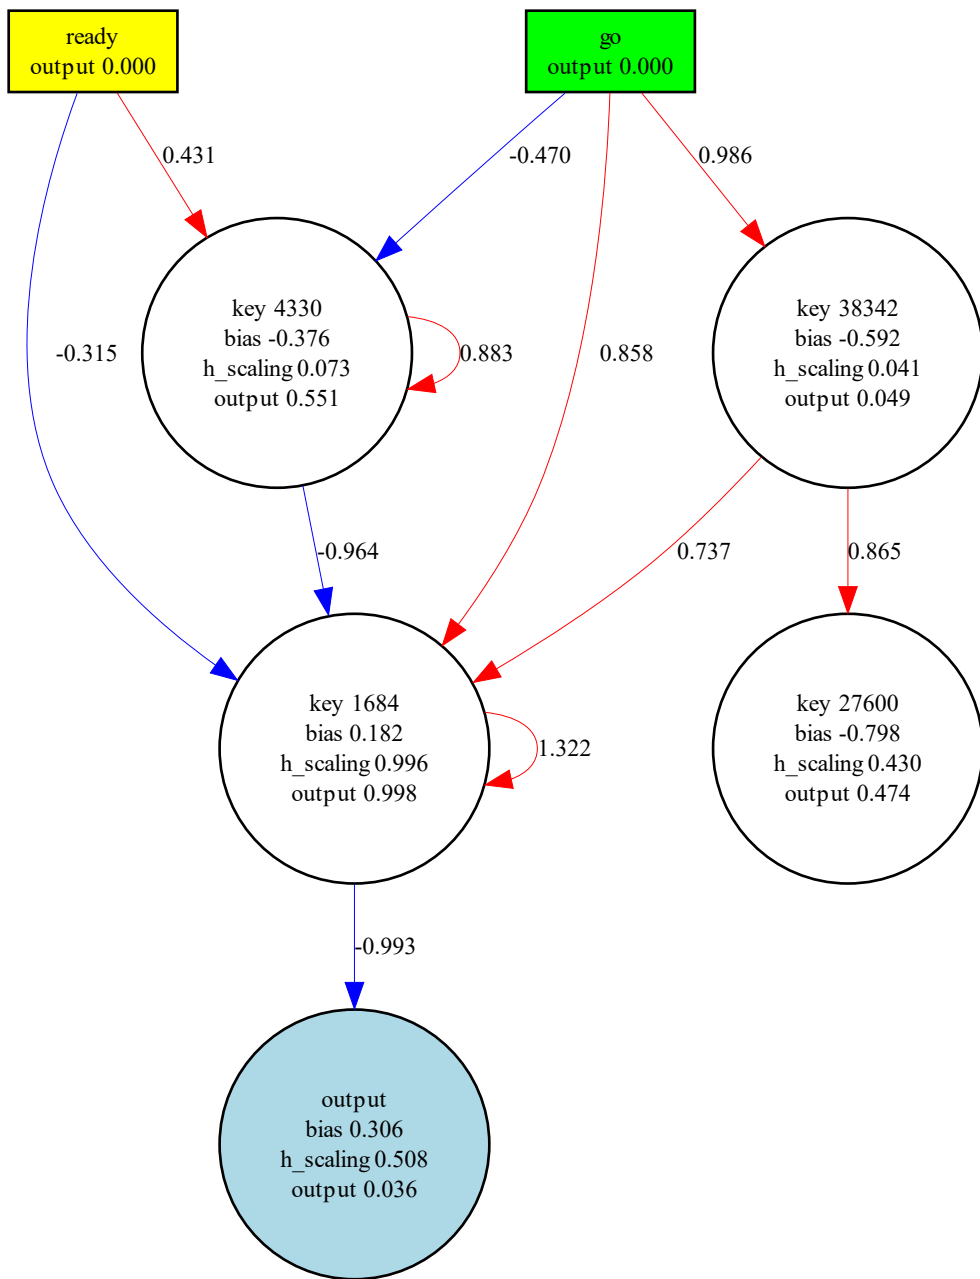 ready
output 0.000
go
output 0.000
0.431
-0.470
0.986
key 4330
bias -0.376
h_scaling 0.073
output 0.551
key 38342
bias -0.592
h_scaling 0.041
output 0.049
-0.315
0.883
0.858
-0.964
0.737
0.865
key 1684
bias 0.182
h_scaling 0.996
output 0.998
1.322
key 27600
bias -0.798
h_scaling 0.430
output 0.474
-0.993
output
bias 0.306
h_scaling 0.508
output 0.036